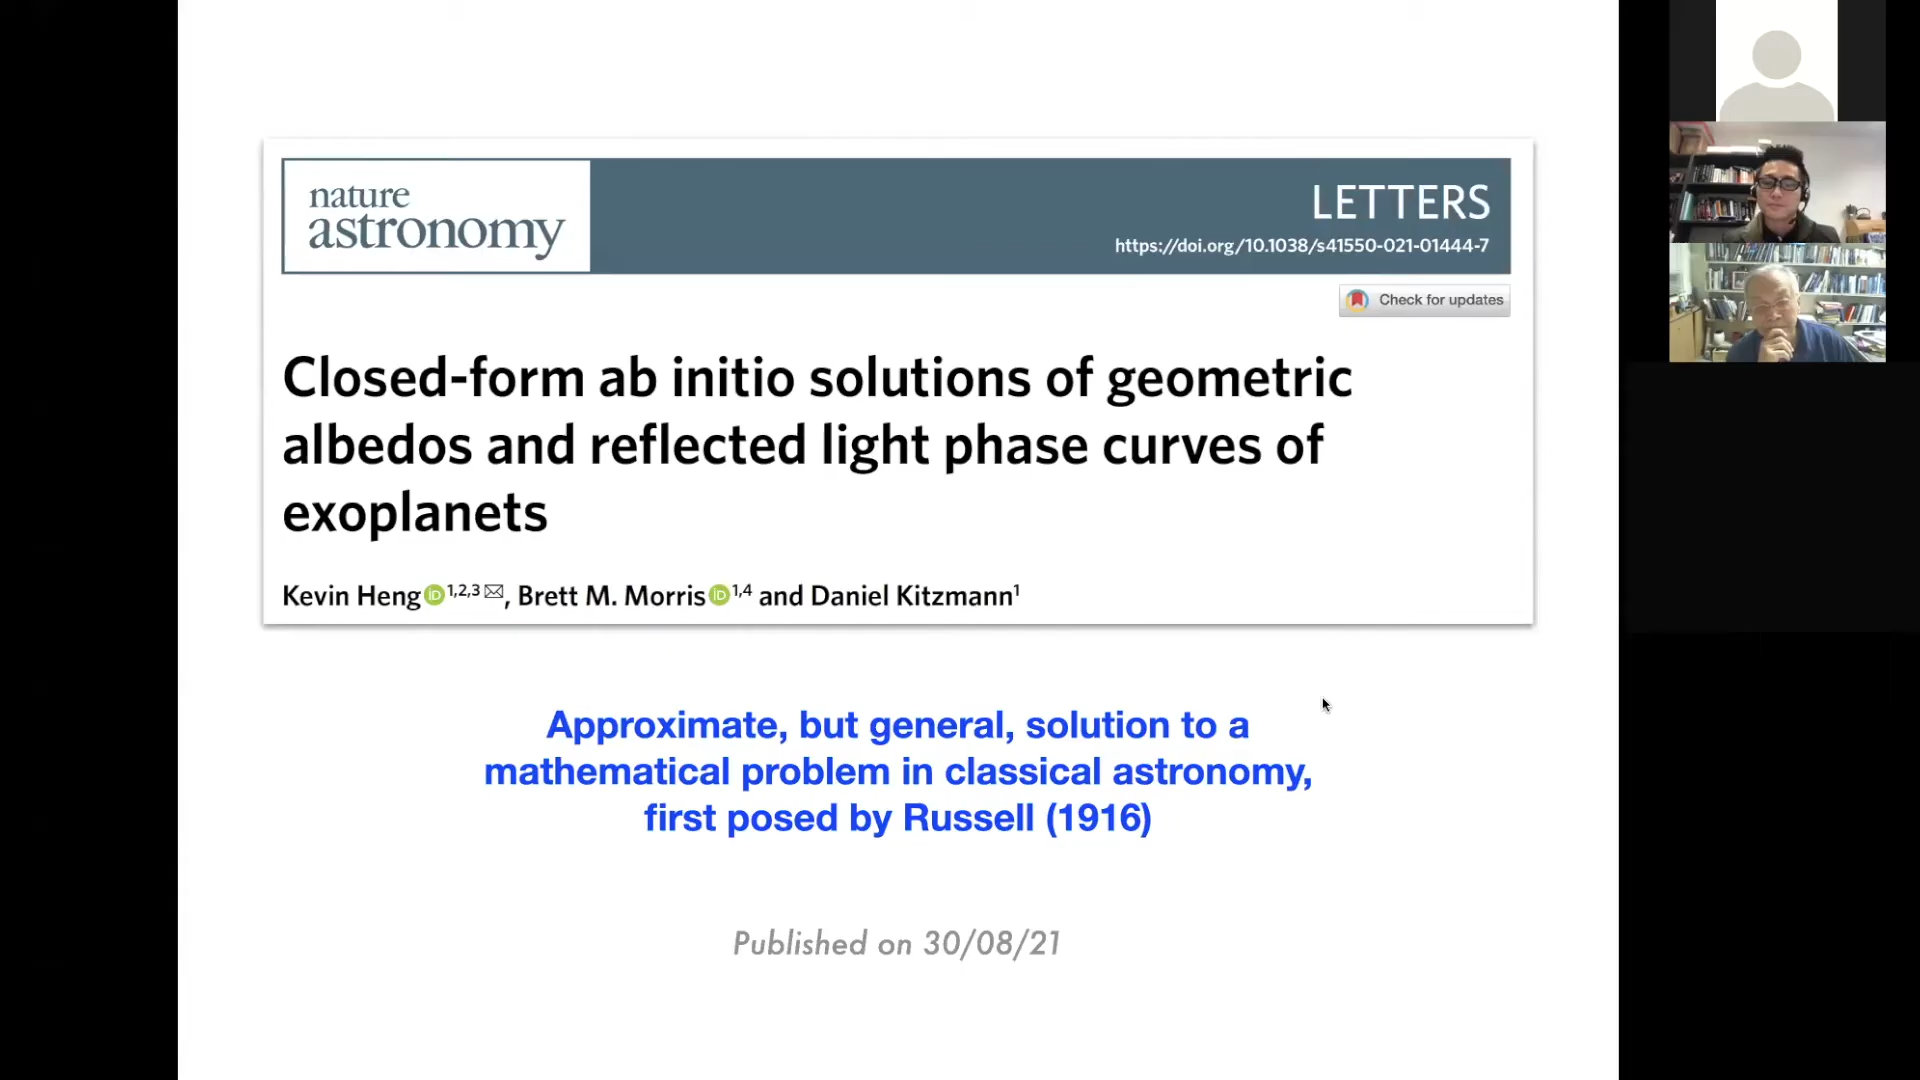 nature
astronomy
LETTERS
https://doi.org/10.1038/s41550-021-01444-7
Check for updates
Closed-form ab initio solutions of geometric
albedos and reflected light phase curves of
exoplanets
Kevin Heng iD 1,2,3 ✉, Brett M. Morris iD 1,4 and Daniel Kitzmann1
Approximate, but general, solution to a
mathematical problem in classical astronomy,
first posed by Russell (1916)
Published on 30/08/21